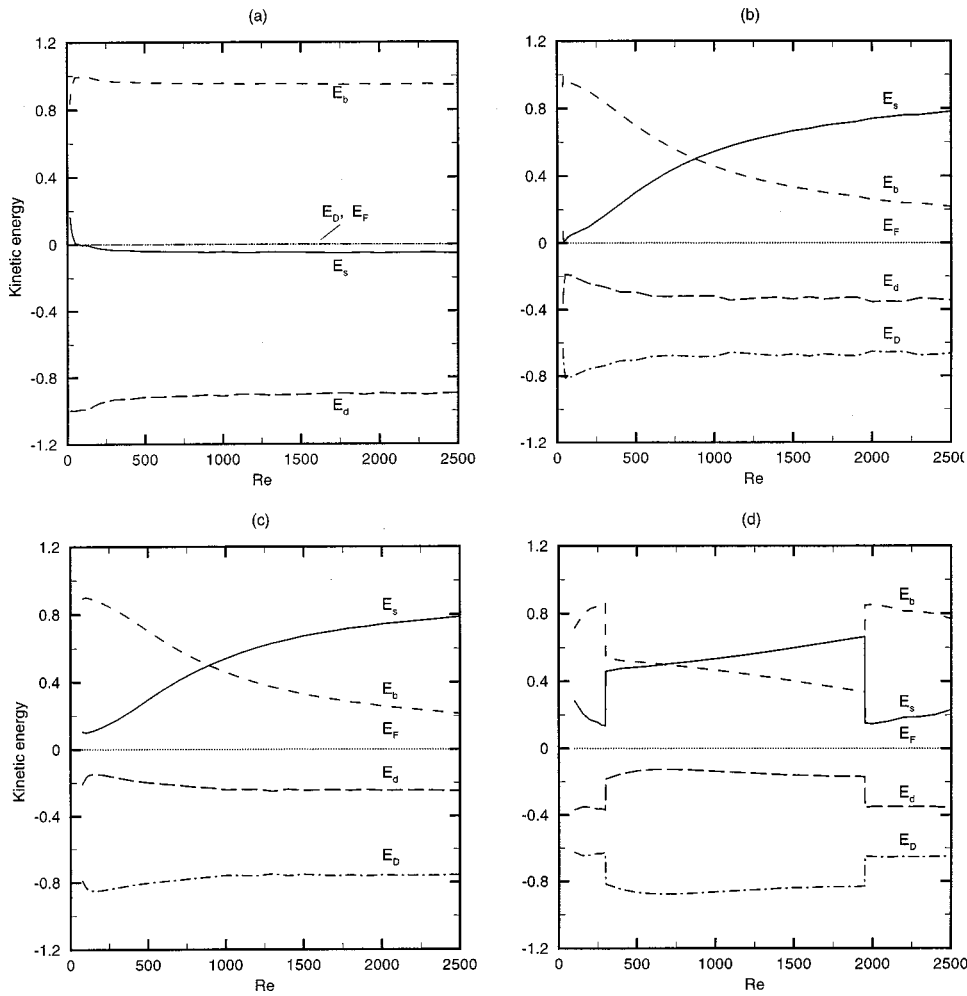 (a)
1.2
0.8
0.4
0
-0.4
-0.8
-1.2
Kinetic energy
E_b
E_D, E_F
E_s
E_d
0 500 1000 1500 2000 2500
Re
(b)
1.2
0.8
0.4
0
-0.4
-0.8
-1.2
E_s
E_b
E_F
E_d
E_D
0 500 1000 1500 2000 2500
Re
(c)
1.2
0.8
0.4
0
-0.4
-0.8
-1.2
Kinetic energy
E_s
E_b
E_F
E_d
E_D
0 500 1000 1500 2000 2500
Re
(d)
1.2
0.8
0.4
0
-0.4
-0.8
-1.2
E_b
E_s
E_F
E_d
E_D
0 500 1000 1500 2000 2500
Re